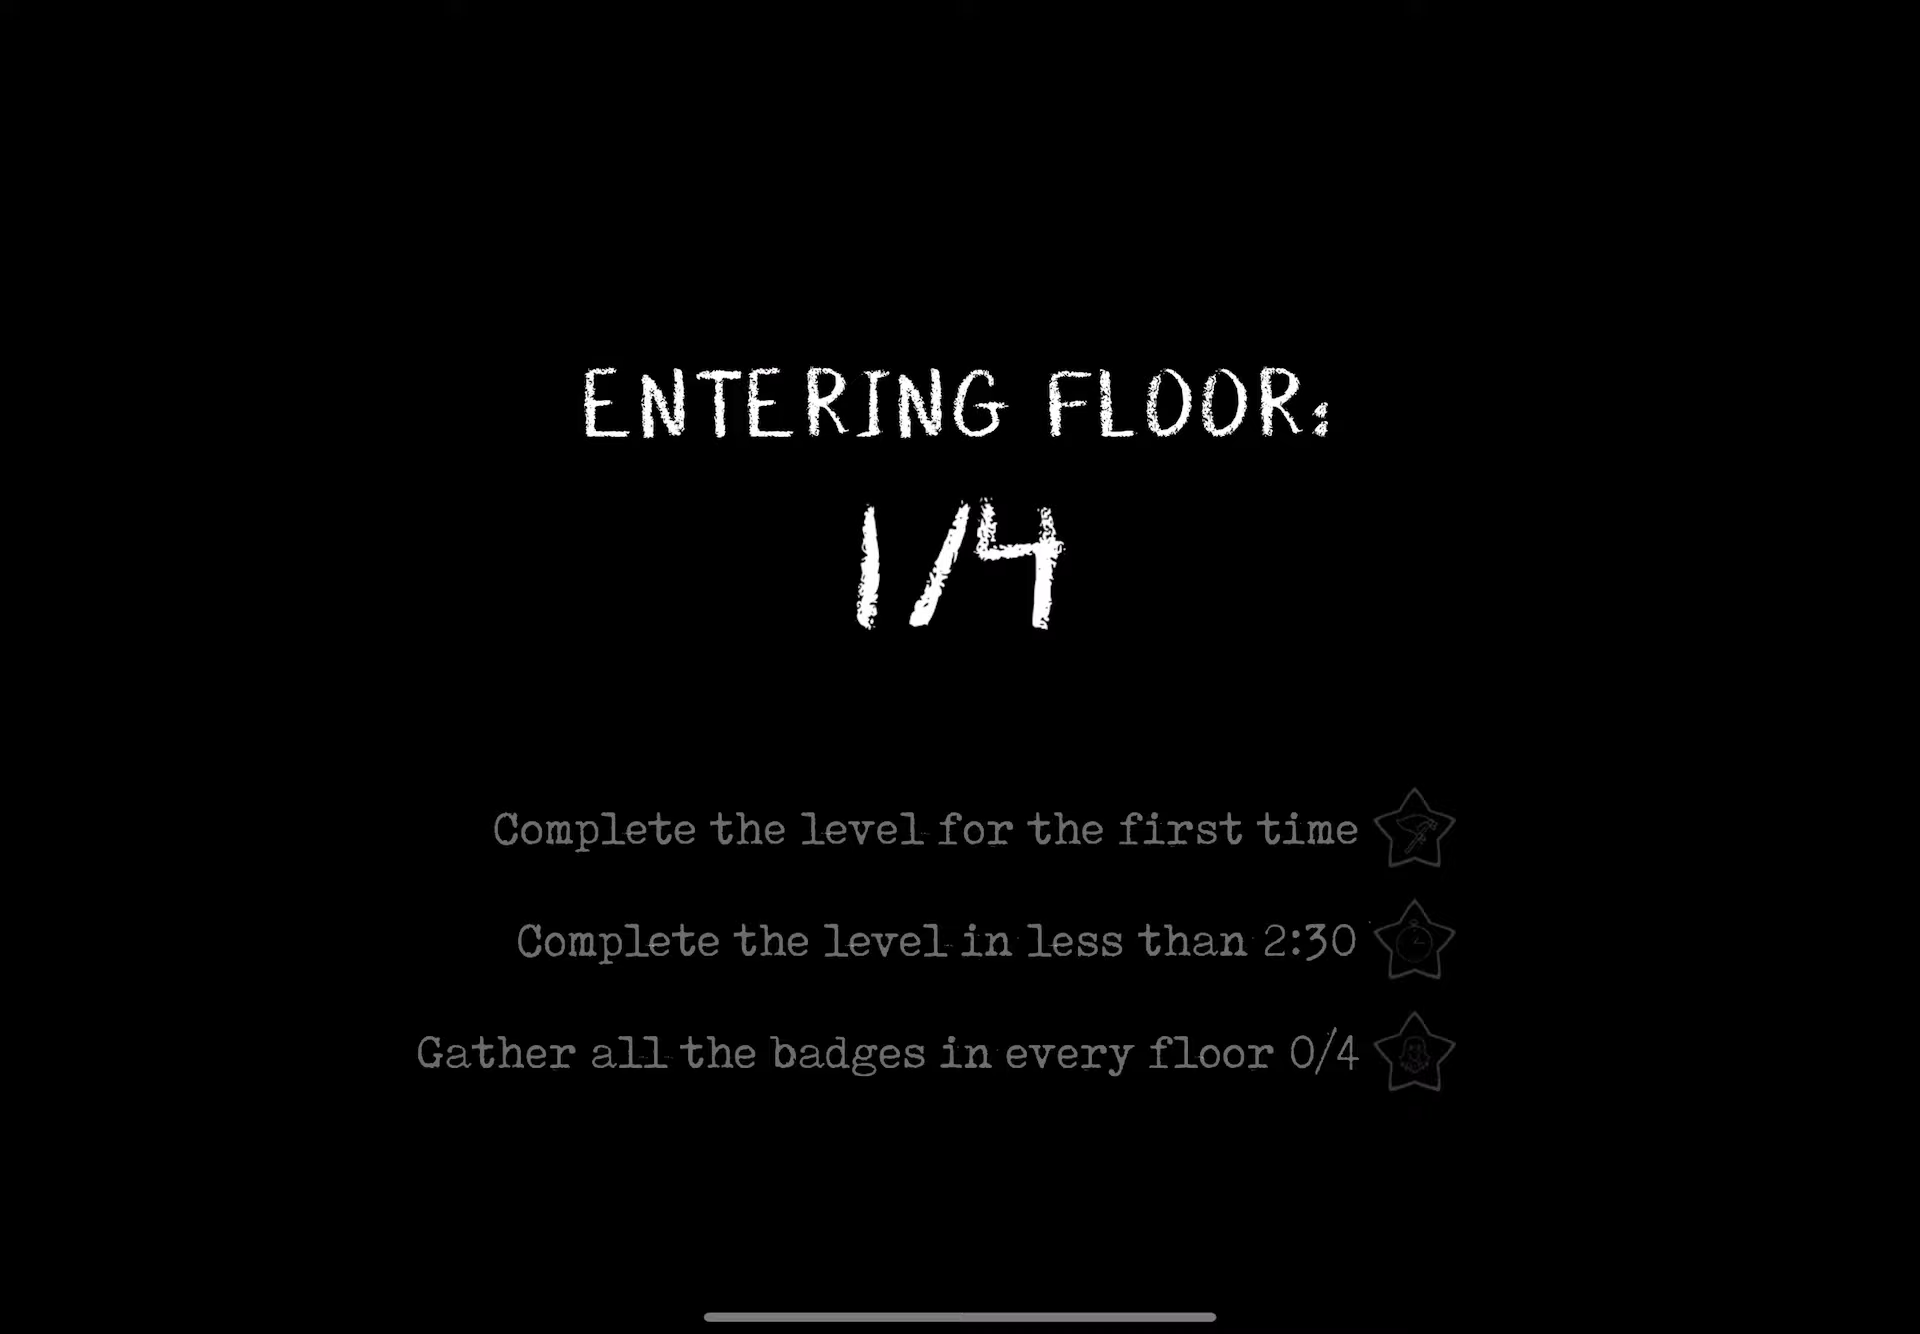 ENTERING FLOOR:
1/4
Complete the level for the first time
Complete the level in less than 2:30
Gather all the badges in every floor 0/4